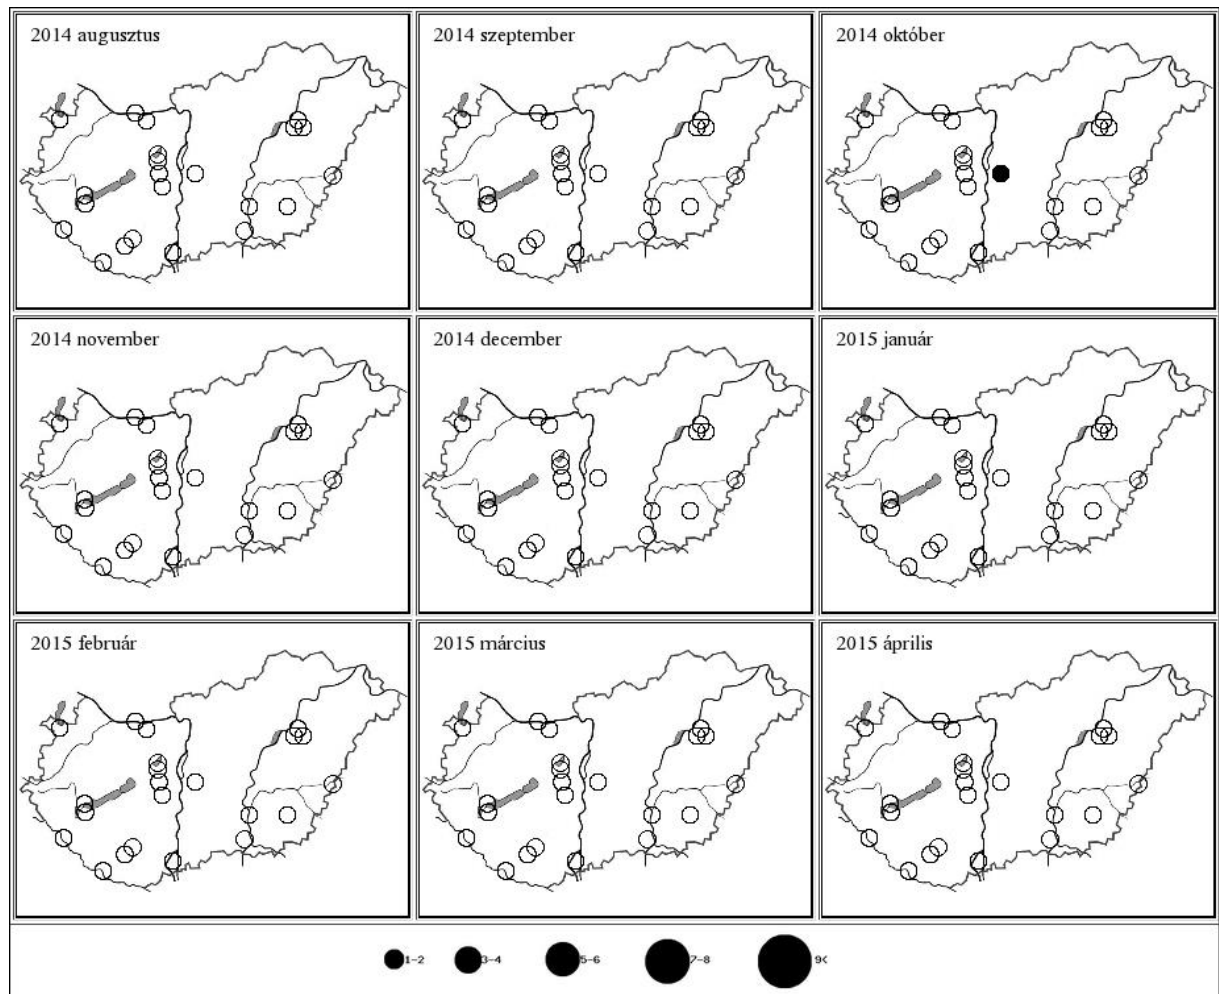 2014 augusztus
2014 szeptember
2014 október
2014 november
2014 december
2015 január
2015 február
2015 március
2015 április
1-2
3-4
5-6
7-8
9<